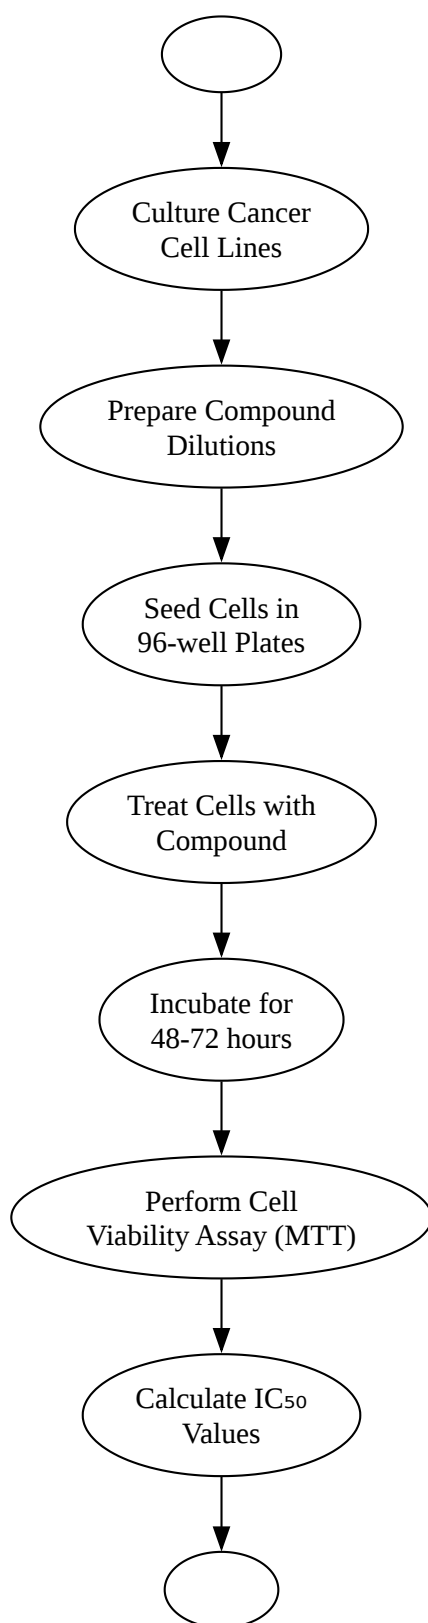 Culture Cancer
Cell Lines
Prepare Compound
Dilutions
Seed Cells in
96-well Plates
Treat Cells with
Compound
Incubate for
48-72 hours
Perform Cell
Viability Assay (MTT)
Calculate IC₅₀
Values